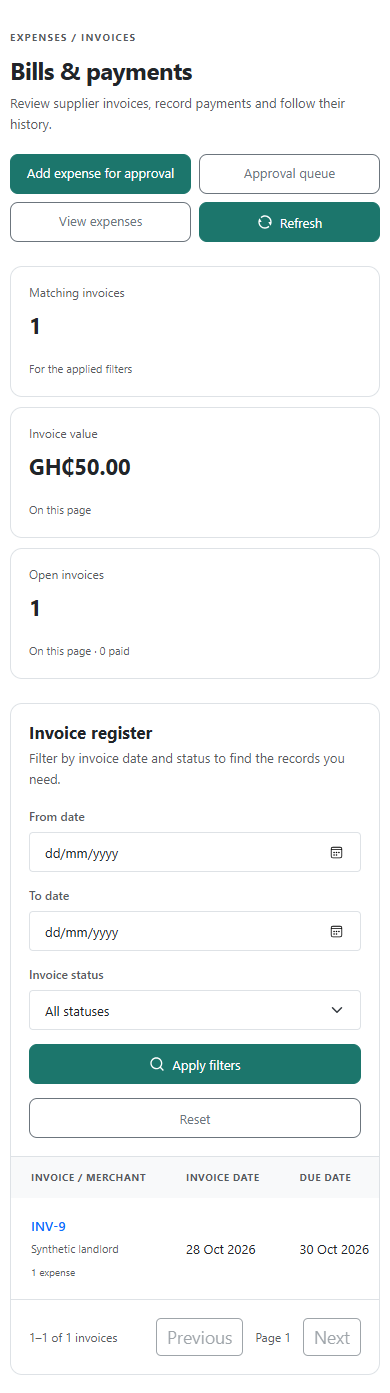 EXPENSES / INVOICES
Bills & payments
Review supplier invoices, record payments and follow their
history.
Add expense for approval
Approval queue
View expenses
Refresh
Matching invoices
1
For the applied filters
Invoice value
GH₵50.00
On this page
Open invoices
1
On this page · 0 paid
Invoice register
Filter by invoice date and status to find the records you
need.
From date
dd/mm/yyyy
To date
dd/mm/yyyy
Invoice status
All statuses
Apply filters
Reset
INVOICE / MERCHANT INVOICE DATE DUE DATE
INV-9
Synthetic landlord 28 Oct 2026 30 Oct 2026
1 expense
1–1 of 1 invoices Previous Page 1 Next